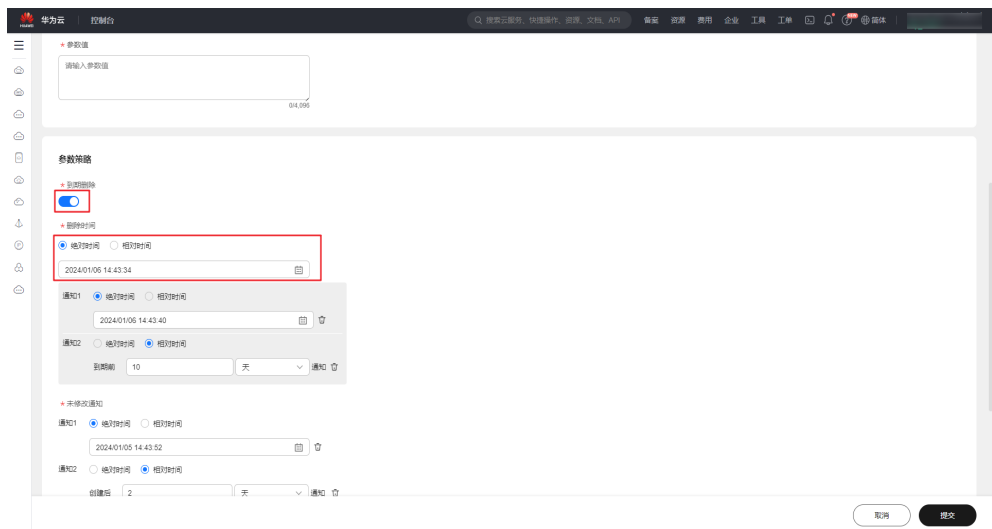 HUAWEI 华为云 控制台 搜索云服务、快捷操作、资源、文档、API 备案 资源 费用 企业 工具 工单 简体
* 参数值
请输入参数值
0/4,096
参数策略
* 到期删除
* 删除时间
绝对时间 相对时间
2024/01/06 14:43:34
通知1 绝对时间 相对时间
2024/01/06 14:43:40
通知2 绝对时间 相对时间
到期前 10 天 通知
* 未修改通知
通知1 绝对时间 相对时间
2024/01/05 14:43:52
通知2 绝对时间 相对时间
创建后 2 天 通知
取消 提交